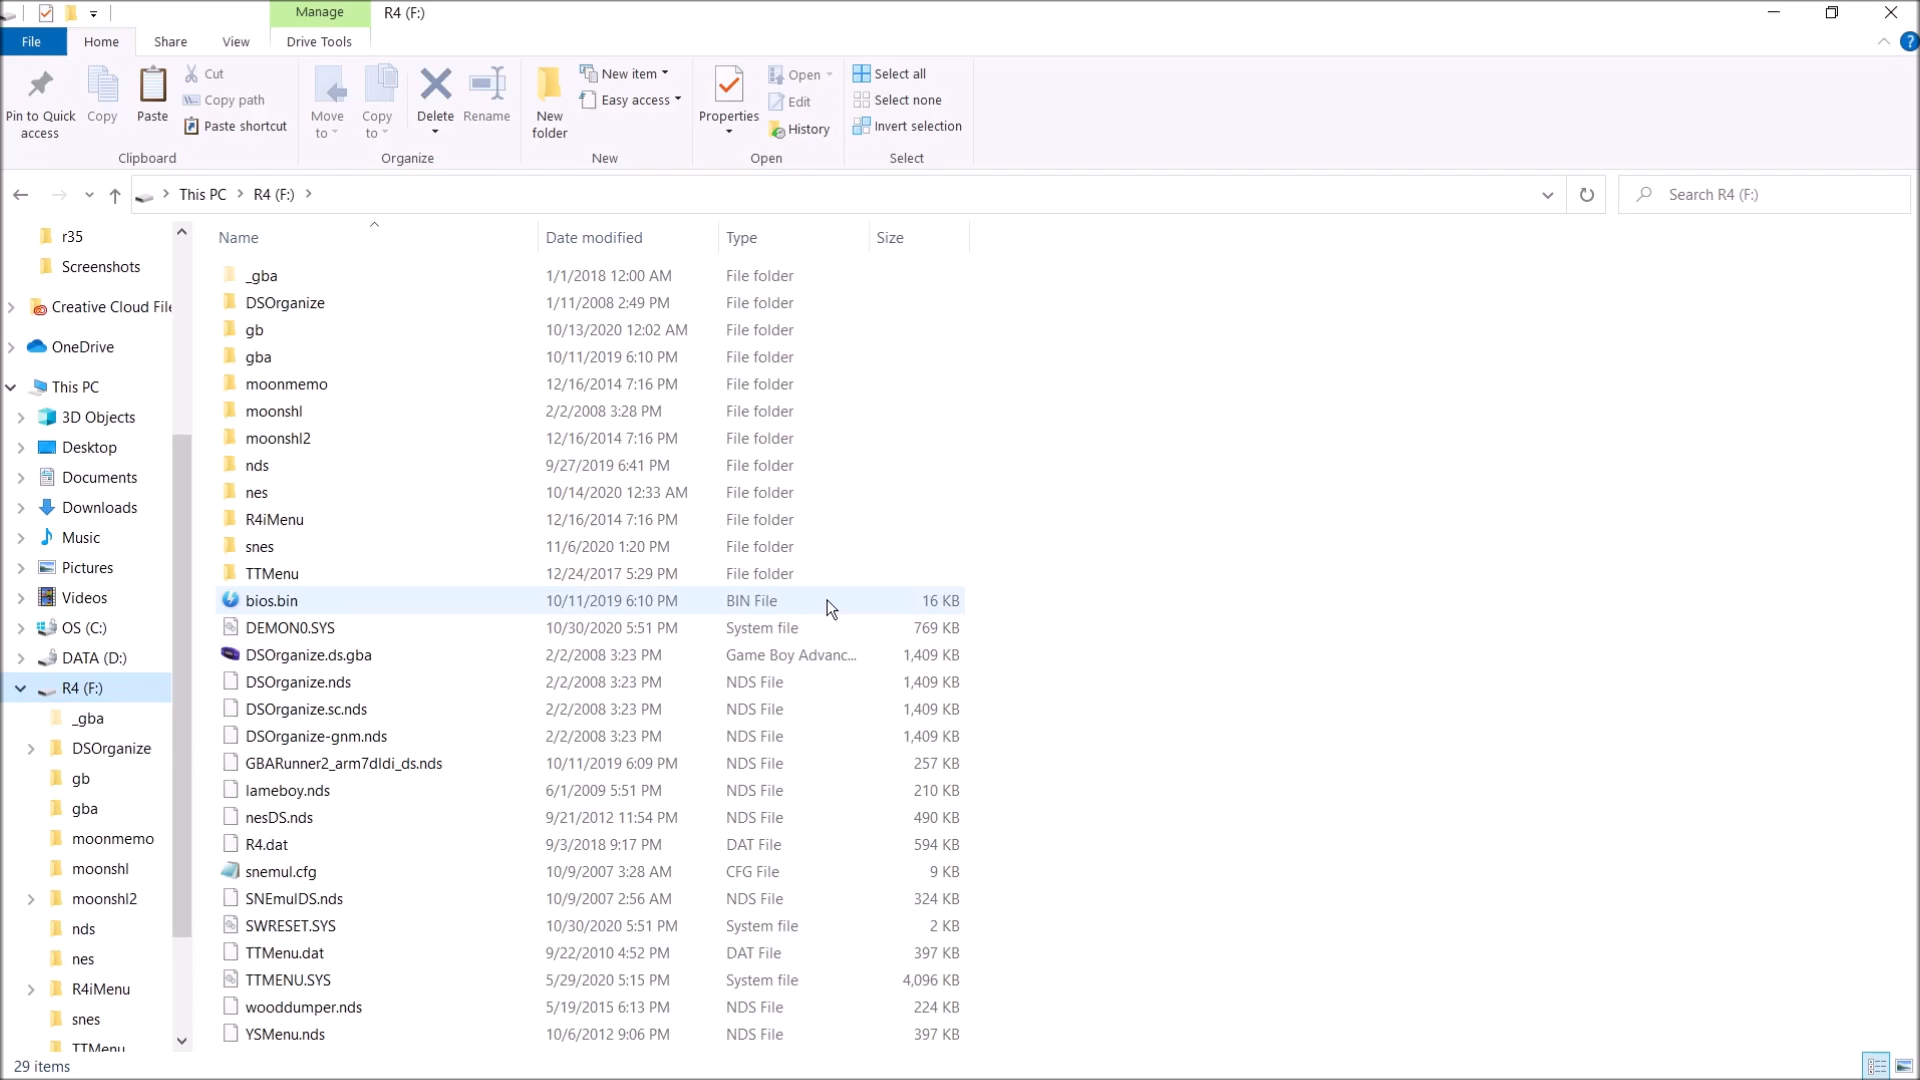 Manage R4 (F:)
File Home Share View Drive Tools
Pin to Quick access
Copy
Paste
Cut
Copy path
Paste shortcut
Clipboard
Move to
Copy to
Delete
Rename
Organize
New folder
New item
Easy access
New
Properties
Open
Edit
History
Open
Select all
Select none
Invert selection
Select
This PC R4 (F:)
Search R4 (F:)
r35
Screenshots
Creative Cloud File
OneDrive
This PC
3D Objects
Desktop
Documents
Downloads
Music
Pictures
Videos
OS (C:)
DATA (D:)
R4 (F:)
_gba
DSOrganize
gb
gba
moonmemo
moonshl
moonshl2
nds
nes
R4iMenu
snes
TTMenu
Name Date modified Type Size
_gba 1/1/2018 12:00 AM File folder
DSOrganize 1/11/2008 2:49 PM File folder
gb 10/13/2020 12:02 AM File folder
gba 10/11/2019 6:10 PM File folder
moonmemo 12/16/2014 7:16 PM File folder
moonshl 2/2/2008 3:28 PM File folder
moonshl2 12/16/2014 7:16 PM File folder
nds 9/27/2019 6:41 PM File folder
nes 10/14/2020 12:33 AM File folder
R4iMenu 12/16/2014 7:16 PM File folder
snes 11/6/2020 1:20 PM File folder
TTMenu 12/24/2017 5:29 PM File folder
bios.bin 10/11/2019 6:10 PM BIN File 16 KB
DEMON0.SYS 10/30/2020 5:51 PM System file 769 KB
DSOrganize.ds.gba 2/2/2008 3:23 PM Game Boy Advanc... 1,409 KB
DSOrganize.nds 2/2/2008 3:23 PM NDS File 1,409 KB
DSOrganize.sc.nds 2/2/2008 3:23 PM NDS File 1,409 KB
DSOrganize-gnm.nds 2/2/2008 3:23 PM NDS File 1,409 KB
GBARunner2_arm7dldi_ds.nds 10/11/2019 6:09 PM NDS File 257 KB
lameboy.nds 6/1/2009 5:51 PM NDS File 210 KB
nesDS.nds 9/21/2012 11:54 PM NDS File 490 KB
R4.dat 9/3/2018 9:17 PM DAT File 594 KB
snemul.cfg 10/9/2007 3:28 AM CFG File 9 KB
SNEmulDS.nds 10/9/2007 2:56 AM NDS File 324 KB
SWRESET.SYS 10/30/2020 5:51 PM System file 2 KB
TTMenu.dat 9/22/2010 4:52 PM DAT File 397 KB
TTMENU.SYS 5/29/2020 5:15 PM System file 4,096 KB
wooddumper.nds 5/19/2015 6:13 PM NDS File 224 KB
YSMenu.nds 10/6/2012 9:06 PM NDS File 397 KB
29 items